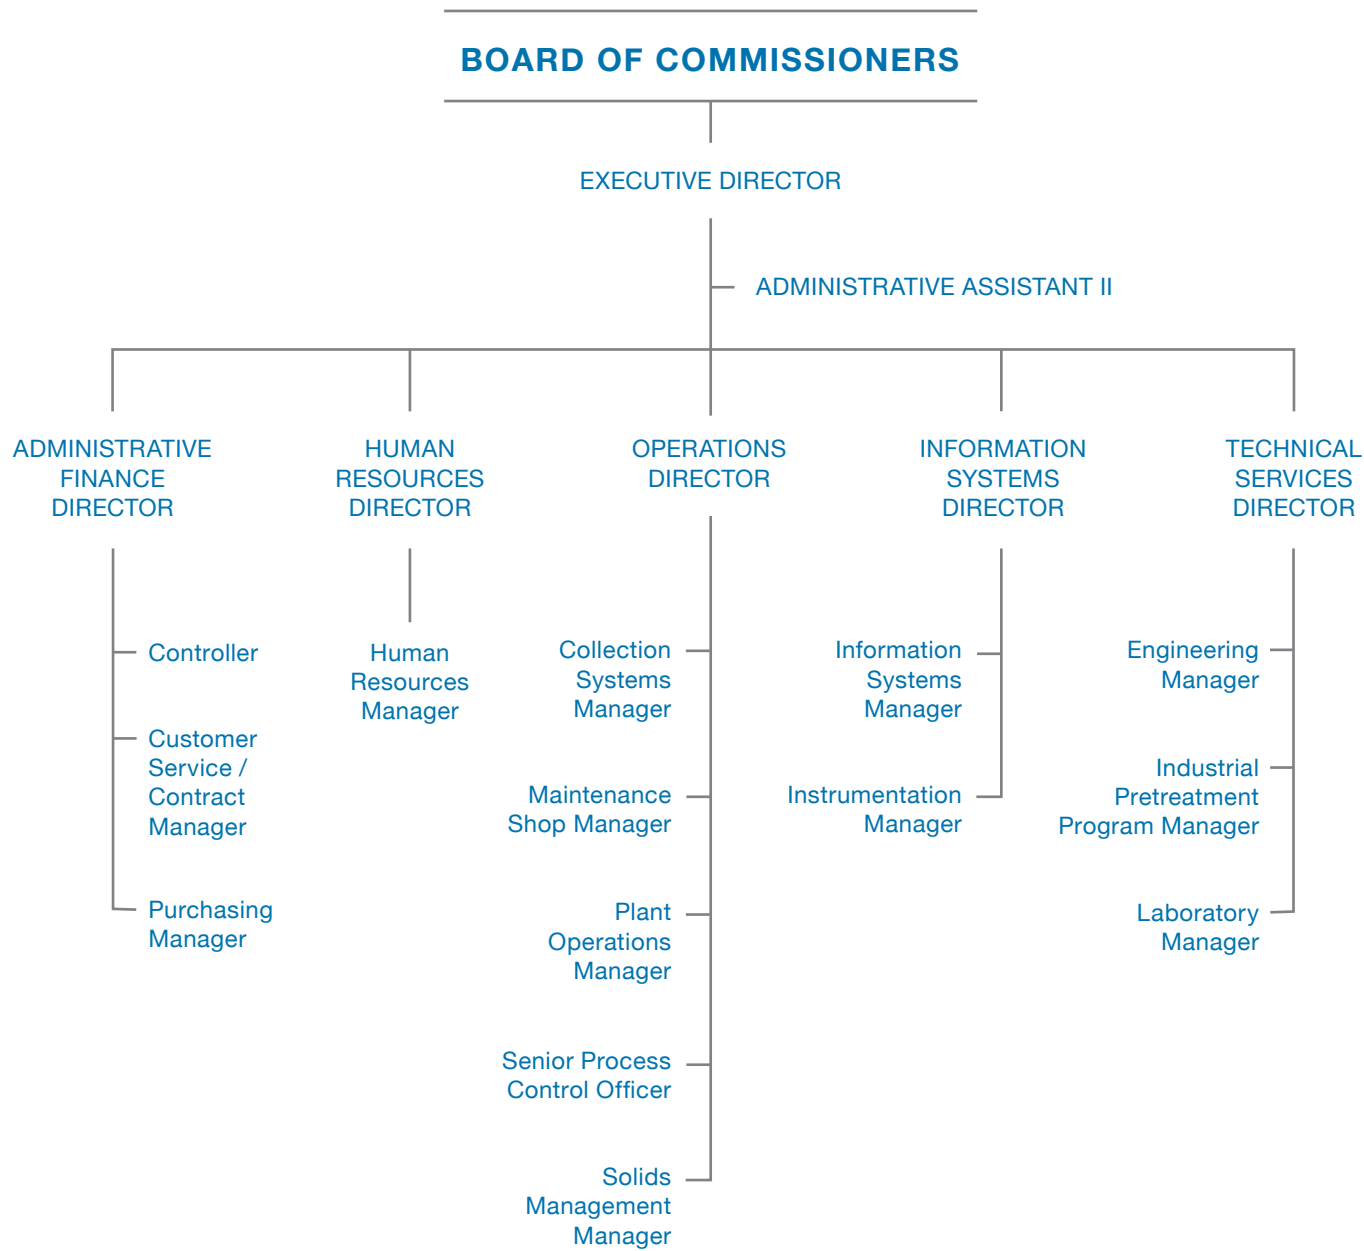 BOARD OF COMMISSIONERS
EXECUTIVE DIRECTOR
ADMINISTRATIVE ASSISTANT II
ADMINISTRATIVE
FINANCE
DIRECTOR
HUMAN
RESOURCES
DIRECTOR
OPERATIONS
DIRECTOR
INFORMATION
SYSTEMS
DIRECTOR
TECHNICAL
SERVICES
DIRECTOR
Controller
Customer
Service /
Contract
Manager
Purchasing
Manager
Human
Resources
Manager
Collection
Systems
Manager
Maintenance
Shop Manager
Plant
Operations
Manager
Senior Process
Control Officer
Solids
Management
Manager
Information
Systems
Manager
Instrumentation
Manager
Engineering
Manager
Industrial
Pretreatment
Program Manager
Laboratory
Manager